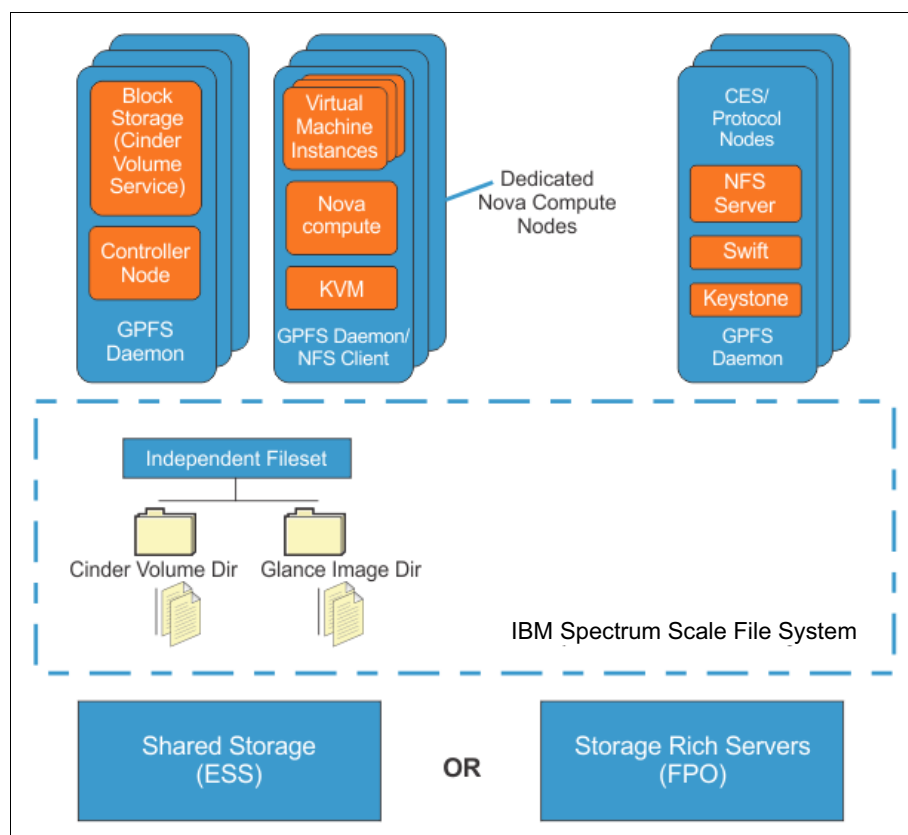 Block
Storage
(Cinder
Volume
Service)
Controller
Node
GPFS
Daemon
Virtual
Machine
Instances
Nova
compute
KVM
GPFS Daemon/
NFS Client
Dedicated
Nova Compute
Nodes
CES/
Protocol
Nodes
NFS
Server
Swift
Keystone
GPFS
Daemon
Independent Fileset
Cinder Volume Dir
Glance Image Dir
IBM Spectrum Scale File System
Shared Storage
(ESS)
OR
Storage Rich Servers
(FPO)